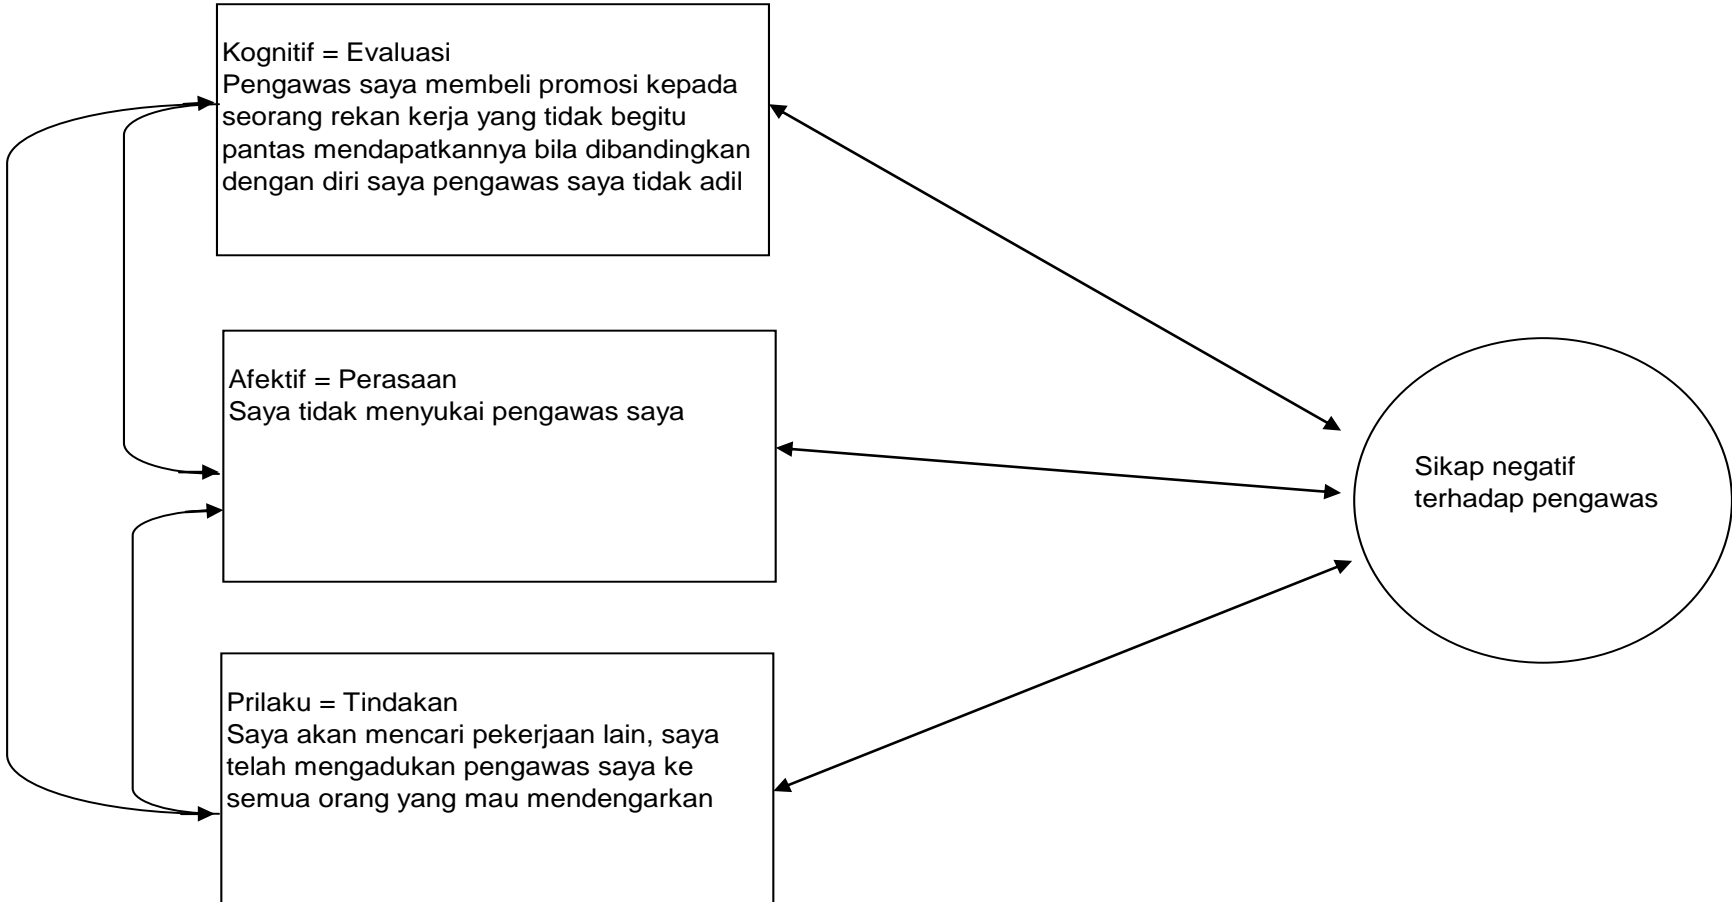 Kognitif = Evaluasi
Pengawas saya membeli promosi kepada
seorang rekan kerja yang tidak begitu
pantas mendapatkannya bila dibandingkan
dengan diri saya pengawas saya tidak adil
Afektif = Perasaan
Saya tidak menyukai pengawas saya
Sikap negatif
terhadap pengawas
Prilaku = Tindakan
Saya akan mencari pekerjaan lain, saya
telah mengadukan pengawas saya ke
semua orang yang mau mendengarkan